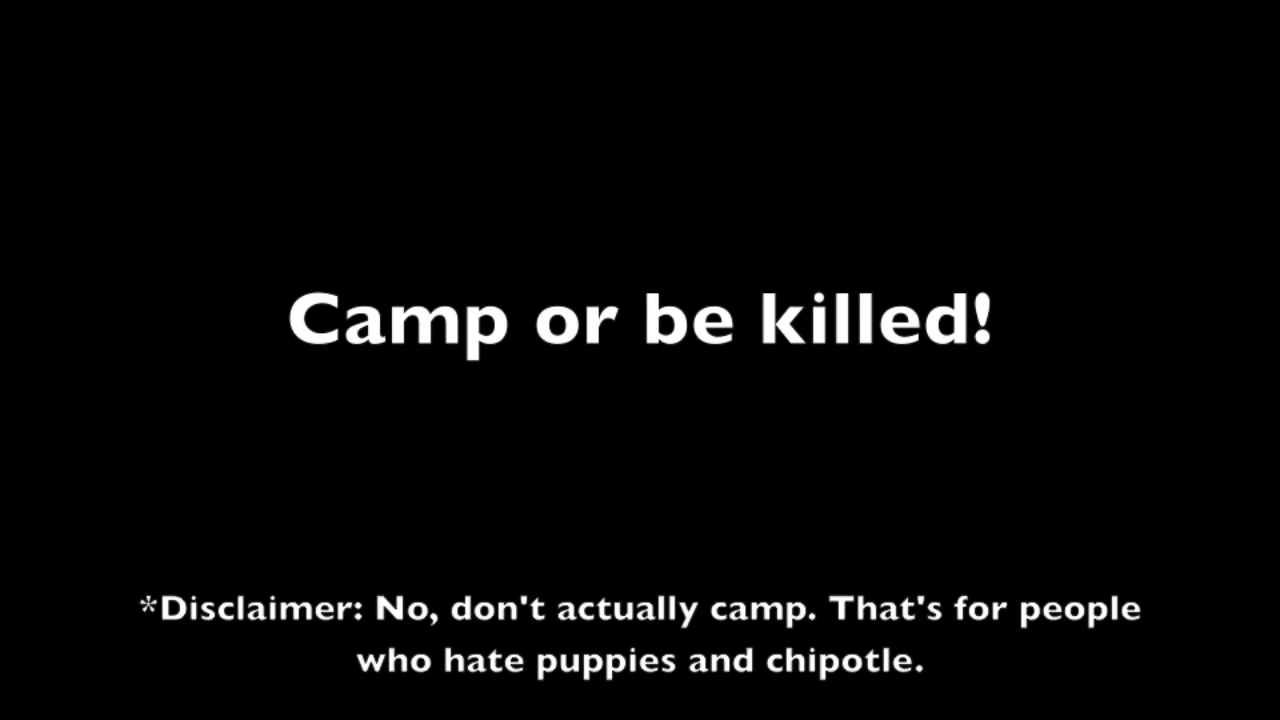 Camp or be killed!
*Disclaimer: No, don't actually camp. That's for people
who hate puppies and chipotle.